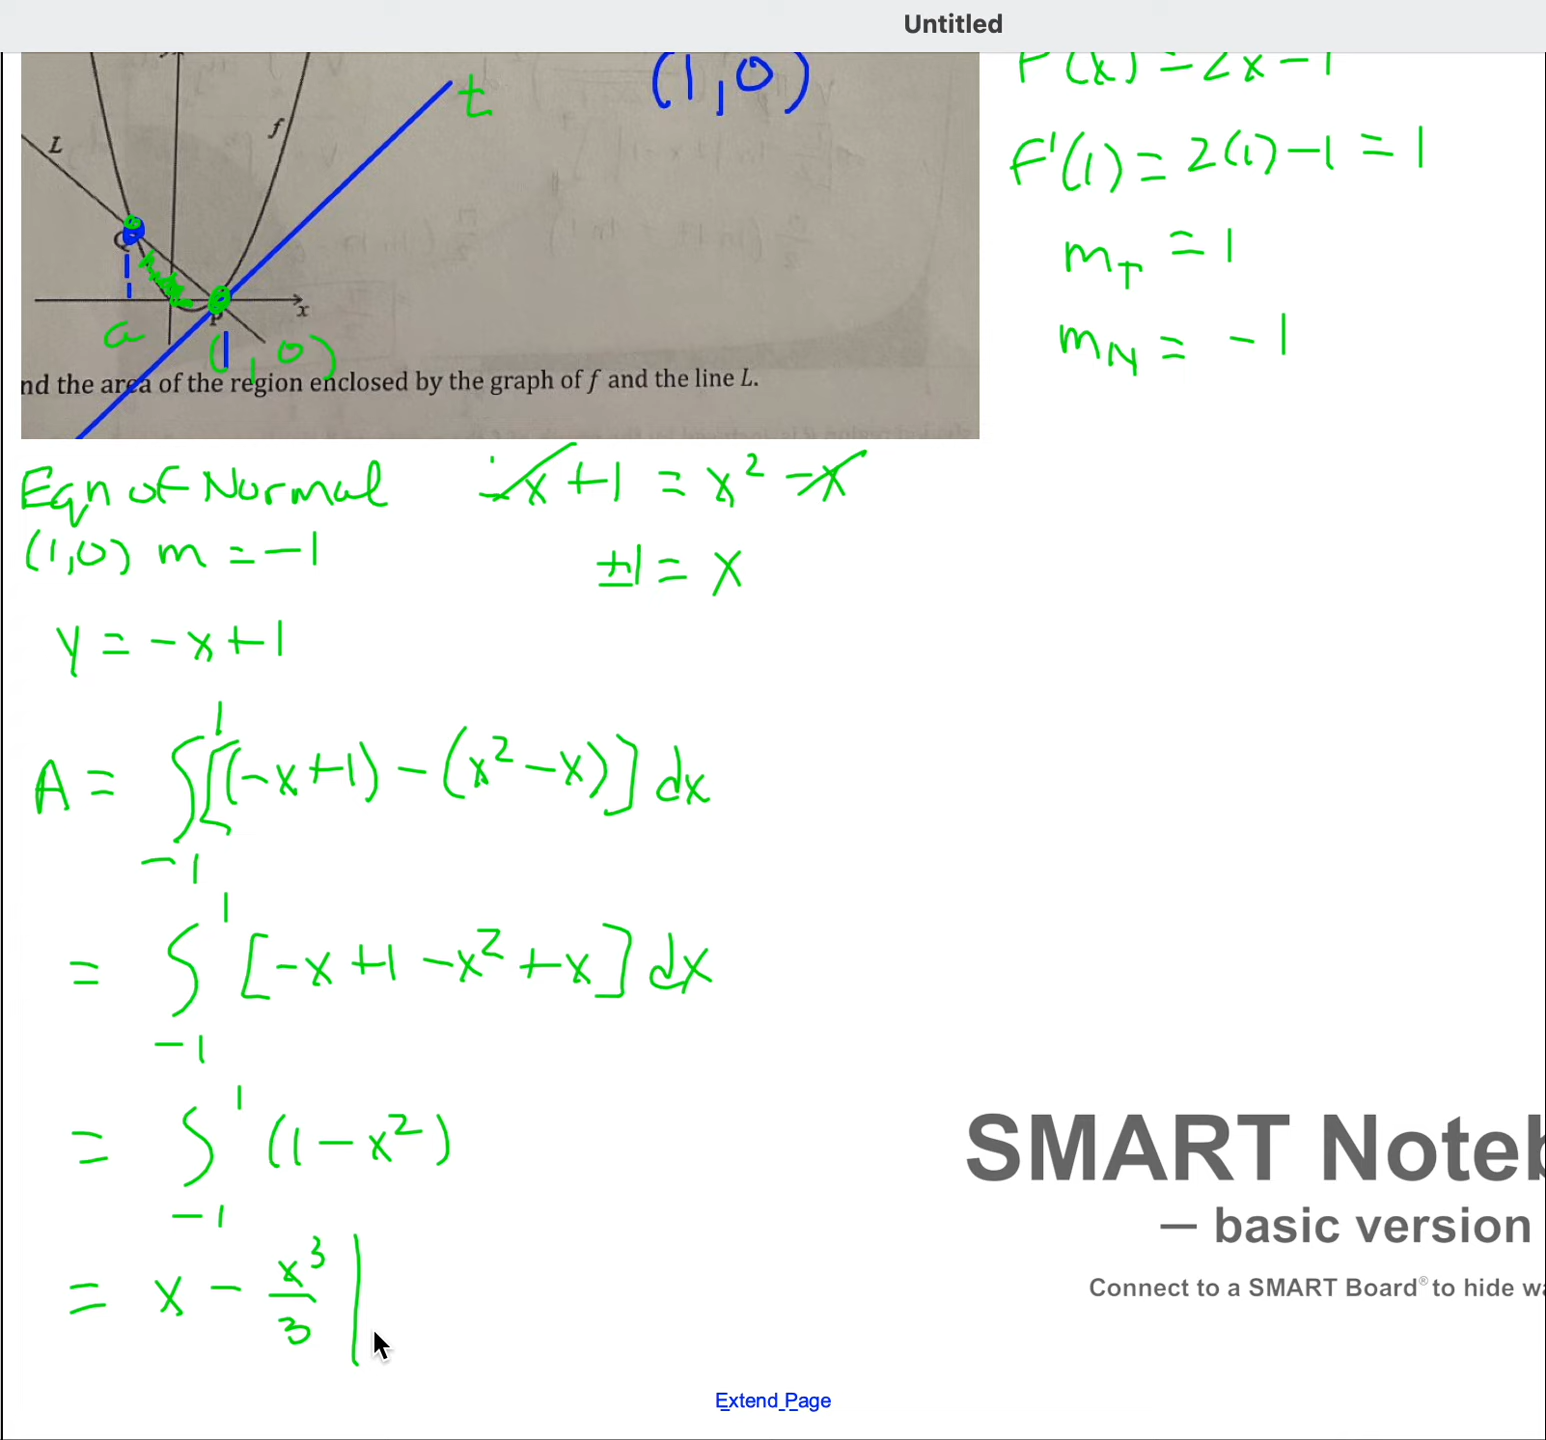 Untitled
(1,0)
t
f
L
Q
x
P
a
(1, 0)
nd the area of the region enclosed by the graph of f and the line L.
F'(x) = 2x - 1
F'(1) = 2(1) - 1 = 1
m_T = 1
m_N = -1
Eqn of Normal
(1,0) m = -1
y = -x + 1
-x + 1 = x² - x
±1 = x
A = ∫_{-1}^{1} [(-x+1) - (x² - x)] dx
= ∫_{-1}^{1} [-x + 1 - x² + x] dx
= ∫_{-1}^{1} (1 - x²)
= x - x³/3 |
SMART Noteb
— basic version
Connect to a SMART Board® to hide wa
Extend Page